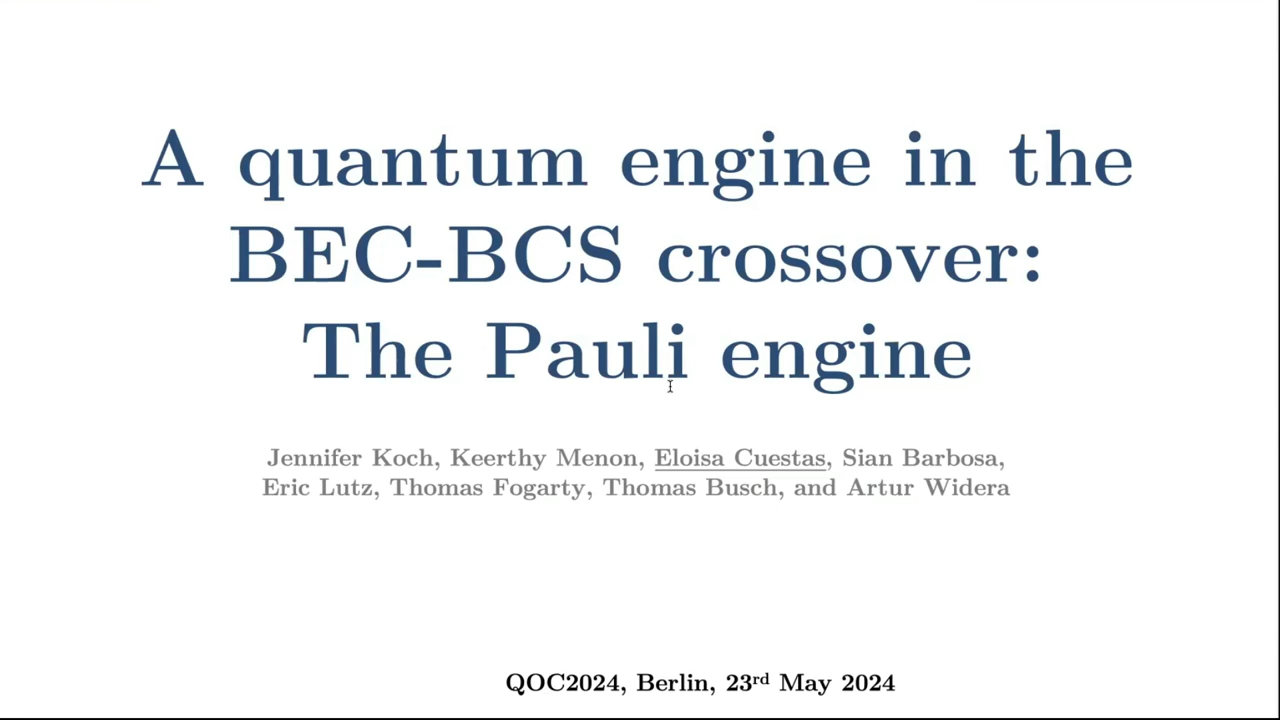 A quantum engine in the
BEC-BCS crossover:
The Pauli engine
Jennifer Koch, Keerthy Menon, Eloisa Cuestas, Sian Barbosa,
Eric Lutz, Thomas Fogarty, Thomas Busch, and Artur Widera
QOC2024, Berlin, 23rd May 2024